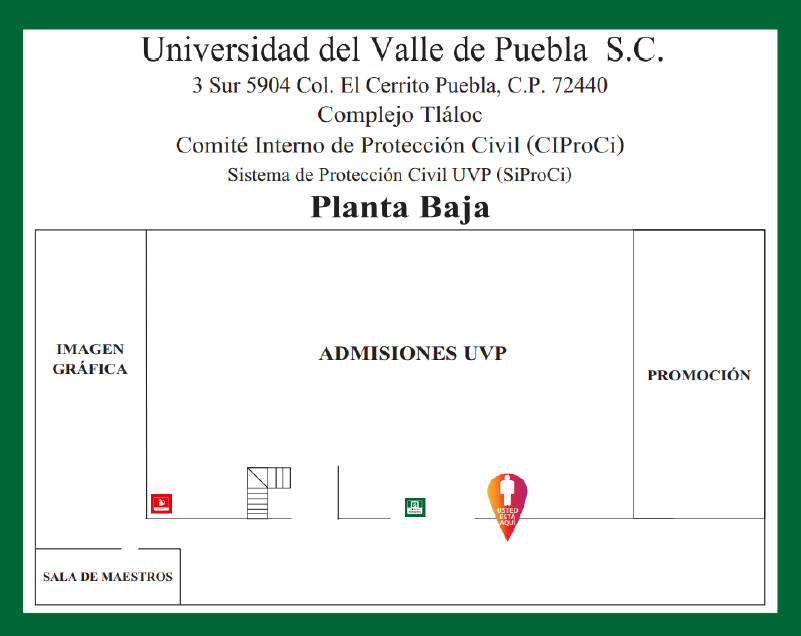 Universidad del Valle de Puebla S.C.
3 Sur 5904 Col. El Cerrito Puebla, C.P. 72440
Complejo Tláloc
Comité Interno de Protección Civil (CIProCi)
Sistema de Protección Civil UVP (SiProCi)
Planta Baja
IMAGEN
GRÁFICA
ADMISIONES UVP
PROMOCIÓN
USTED
ESTÁ
AQUÍ
SALA DE MAESTROS